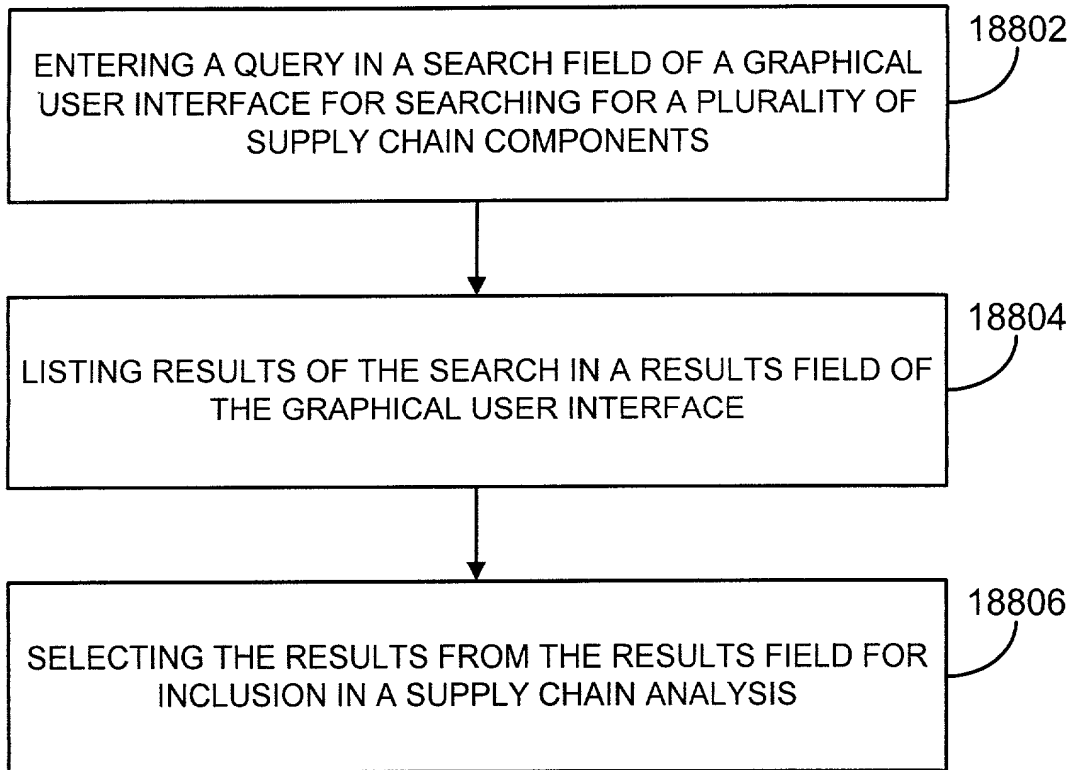 18802
ENTERING A QUERY IN A SEARCH FIELD OF A GRAPHICAL
USER INTERFACE FOR SEARCHING FOR A PLURALITY OF
SUPPLY CHAIN COMPONENTS
18804
LISTING RESULTS OF THE SEARCH IN A RESULTS FIELD OF
THE GRAPHICAL USER INTERFACE
18806
SELECTING THE RESULTS FROM THE RESULTS FIELD FOR
INCLUSION IN A SUPPLY CHAIN ANALYSIS